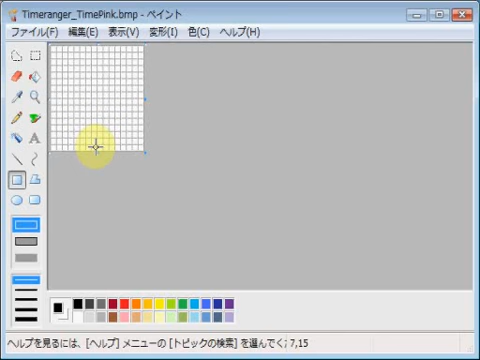 Timeranger_TimePink.bmp - ペイント
ファイル(F) 編集(E) 表示(V) 変形(I) 色(C) ヘルプ(H)
A
ヘルプを見るには、[ヘルプ] メニューの [トピックの検索] を選んでく; 7,15